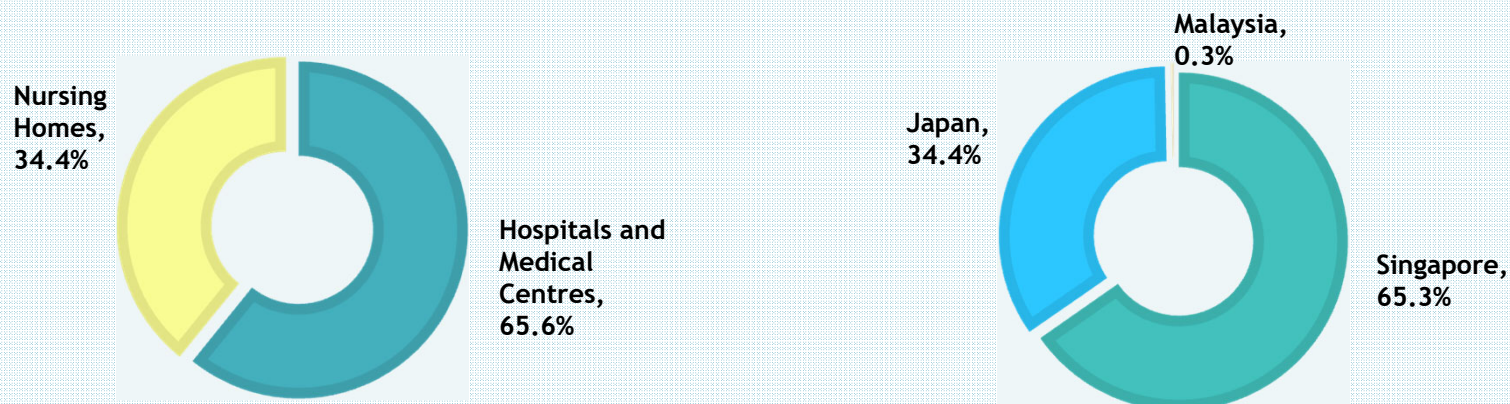 Nursing
Homes,
34.4%
Hospitals and
Medical
Centres,
65.6%
Malaysia,
0.3%
Japan,
34.4%
Singapore,
65.3%